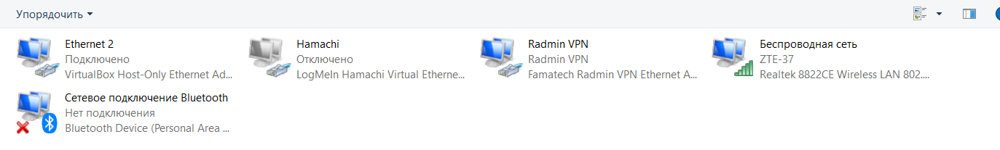 Упорядочить
Ethernet 2
Подключено
VirtualBox Host-Only Ethernet Ad...
Hamachi
Отключено
LogMeIn Hamachi Virtual Etherne...
Radmin VPN
Radmin VPN
Famatech Radmin VPN Ethernet A...
Беспроводная сеть
ZTE-37
Realtek 8822CE Wireless LAN 802....
Сетевое подключение Bluetooth
Нет подключения
Bluetooth Device (Personal Area ...